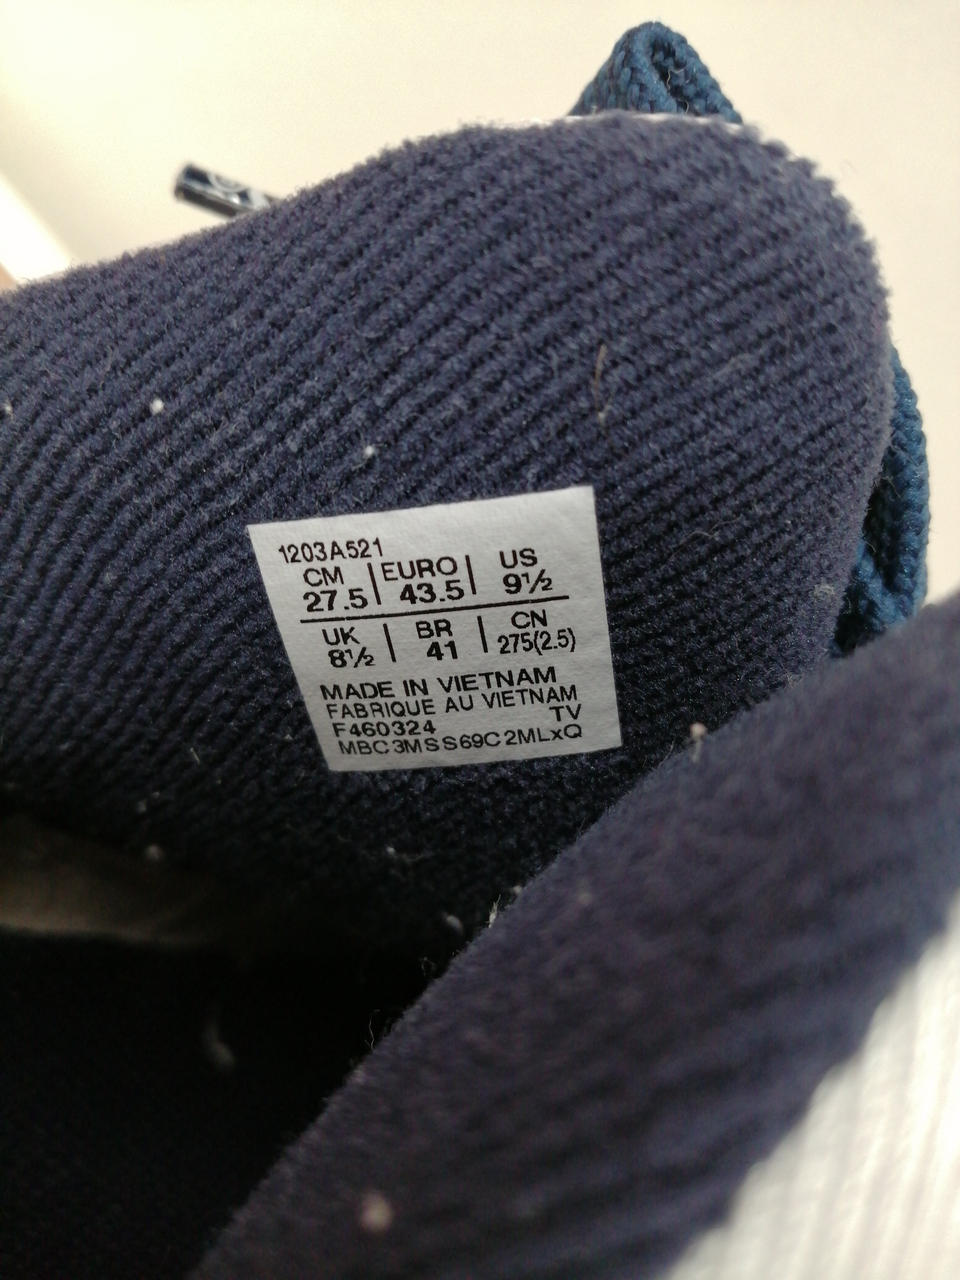 1203A521
CM | EURO | US
27.5 | 43.5 | 9½
UK | BR | CN
8½ | 41 | 275(2.5)
MADE IN VIETNAM
FABRIQUE AU VIETNAM
F460324 TV
MBC3MSS69C2MLxQ